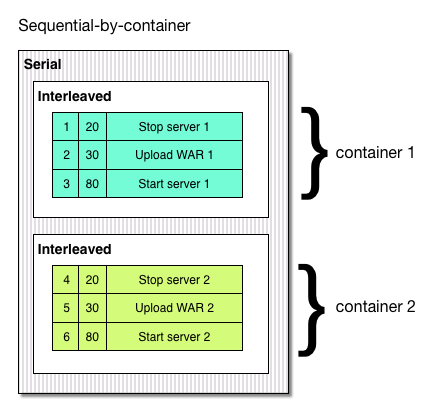 Sequential-by-container
Serial
Interleaved
1 20 Stop server 1
2 30 Upload WAR 1
3 80 Start server 1
container 1
Interleaved
4 20 Stop server 2
5 30 Upload WAR 2
6 80 Start server 2
container 2